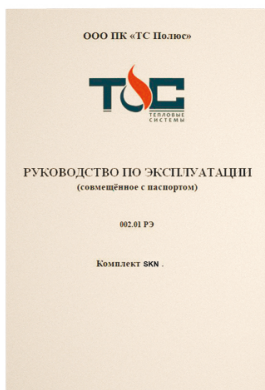 ООО ПК «ТС Полюс»
ТС
ТЕПЛОВЫЕ
СИСТЕМЫ
РУКОВОДСТВО ПО ЭКСПЛУАТАЦИИ
(совмещённое с паспортом)
002.01 РЭ
Комплект SKN .